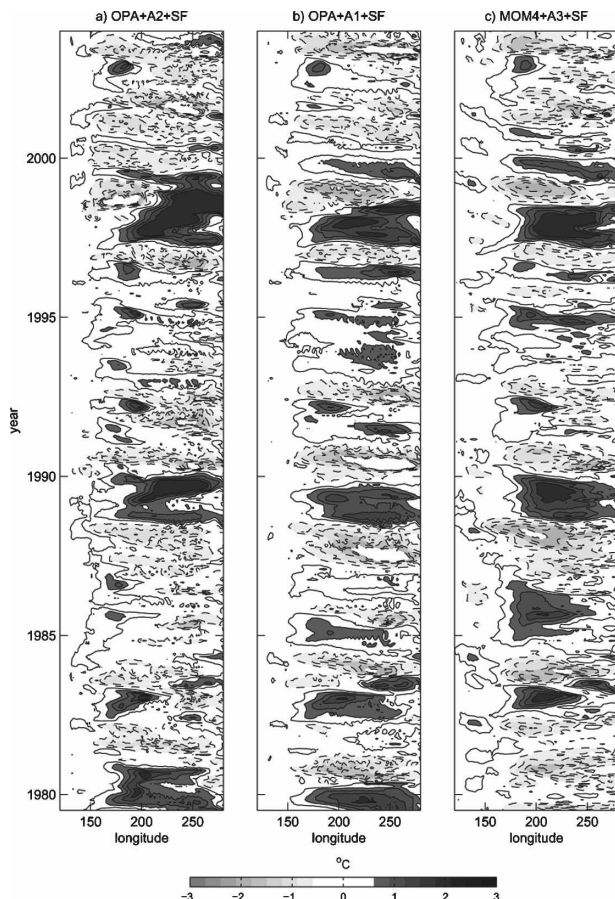 a) OPA+A2+SF
b) OPA+A1+SF
c) MOM4+A3+SF
2000
1995
1990
1985
1980
year
150 200 250
150 200 250
150 200 250
longitude
longitude
longitude
°C
−3 −2 −1 0 1 2 3